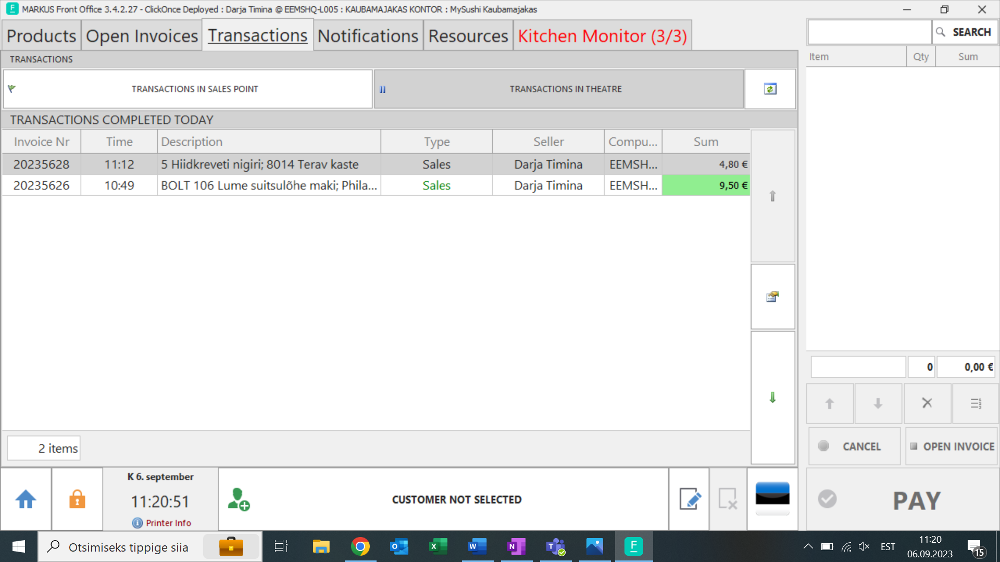 MARKUS Front Office 3.4.2.27 - ClickOnce Deployed : Darja Timina @ EEMSHQ-L005 : KAUBAMAJAKAS KONTOR : MySushi Kaubamajakas
Products Open Invoices Transactions Notifications Resources Kitchen Monitor (3/3)
SEARCH
TRANSACTIONS
Item Qty Sum
TRANSACTIONS IN SALES POINT TRANSACTIONS IN THEATRE
TRANSACTIONS COMPLETED TODAY
Invoice Nr Time Description Type Seller Compu... Sum
20235628 11:12 5 Hiidkreveti nigiri; 8014 Terav kaste Sales Darja Timina EEMSH... 4,80 €
20235626 10:49 BOLT 106 Lume suitsulõhe maki; Phila... Sales Darja Timina EEMSH... 9,50 €
0 0,00 €
2 items
CANCEL OPEN INVOICE
K 6. september
11:20:51
Printer Info
CUSTOMER NOT SELECTED
PAY
Otsimiseks tippige siia
EST
11:20
06.09.2023
15